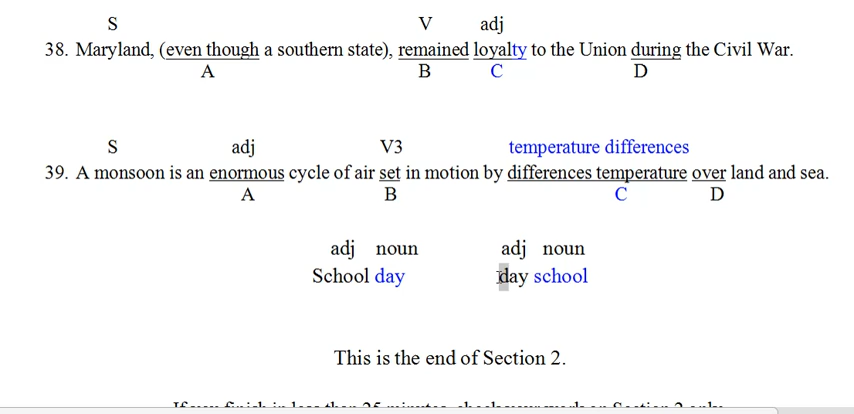 S V adj
38. Maryland, (even though a southern state), remained loyalty to the Union during the Civil War.
A B C D
S adj V3 temperature differences
39. A monsoon is an enormous cycle of air set in motion by differences temperature over land and sea.
A B C D
adj noun adj noun
School day day school
This is the end of Section 2.